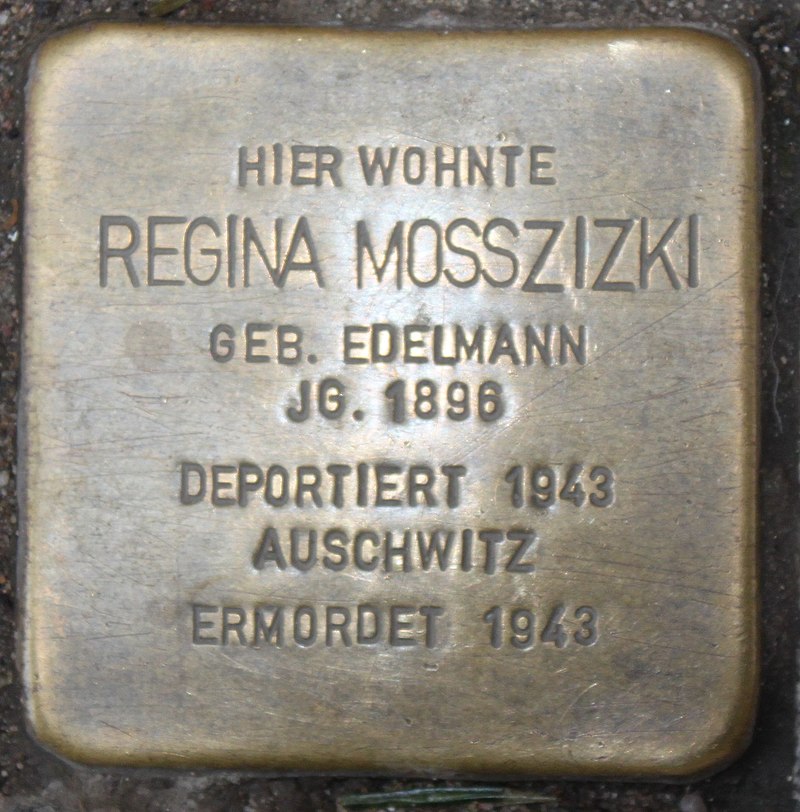 HIER WOHNTE
REGINA MOSSZIZKI
GEB. EDELMANN
JG. 1896
DEPORTIERT 1943
AUSCHWITZ
ERMORDET 1943